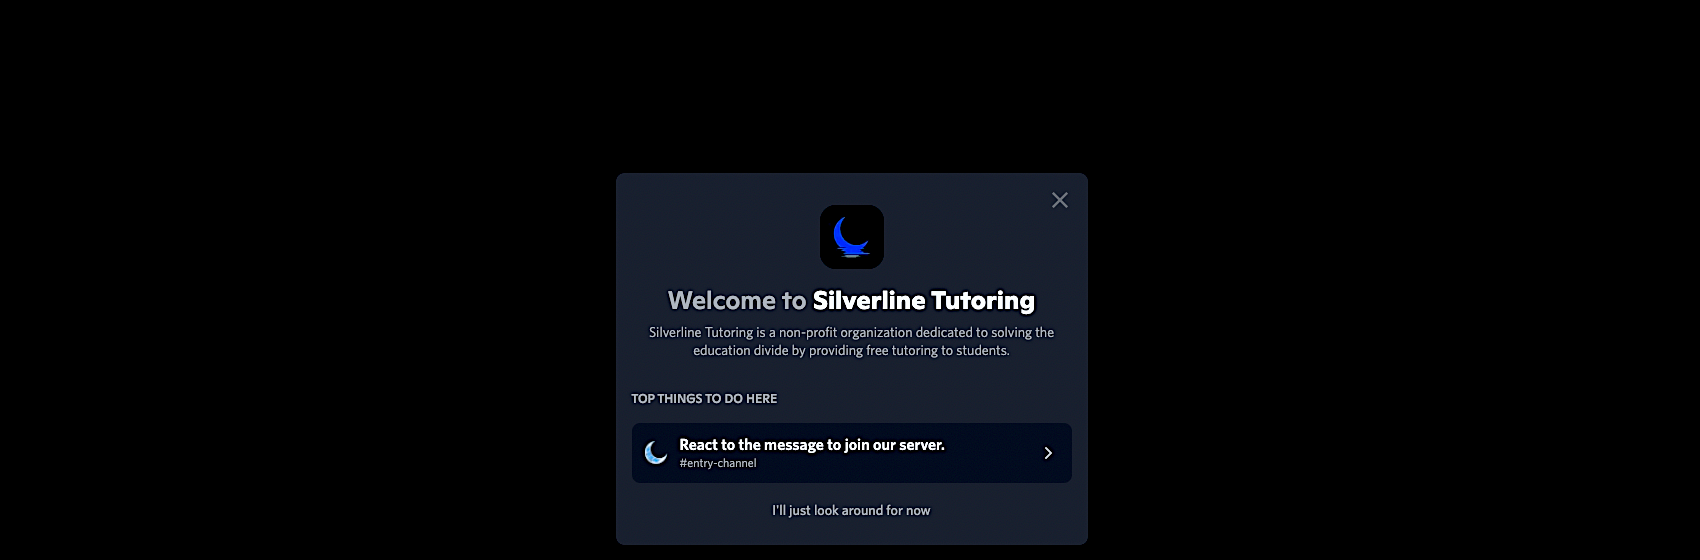 Welcome to Silverline Tutoring
Silverline Tutoring is a non-profit organization dedicated to solving the
education divide by providing free tutoring to students.
TOP THINGS TO DO HERE
React to the message to join our server.
#entry-channel
I'll just look around for now